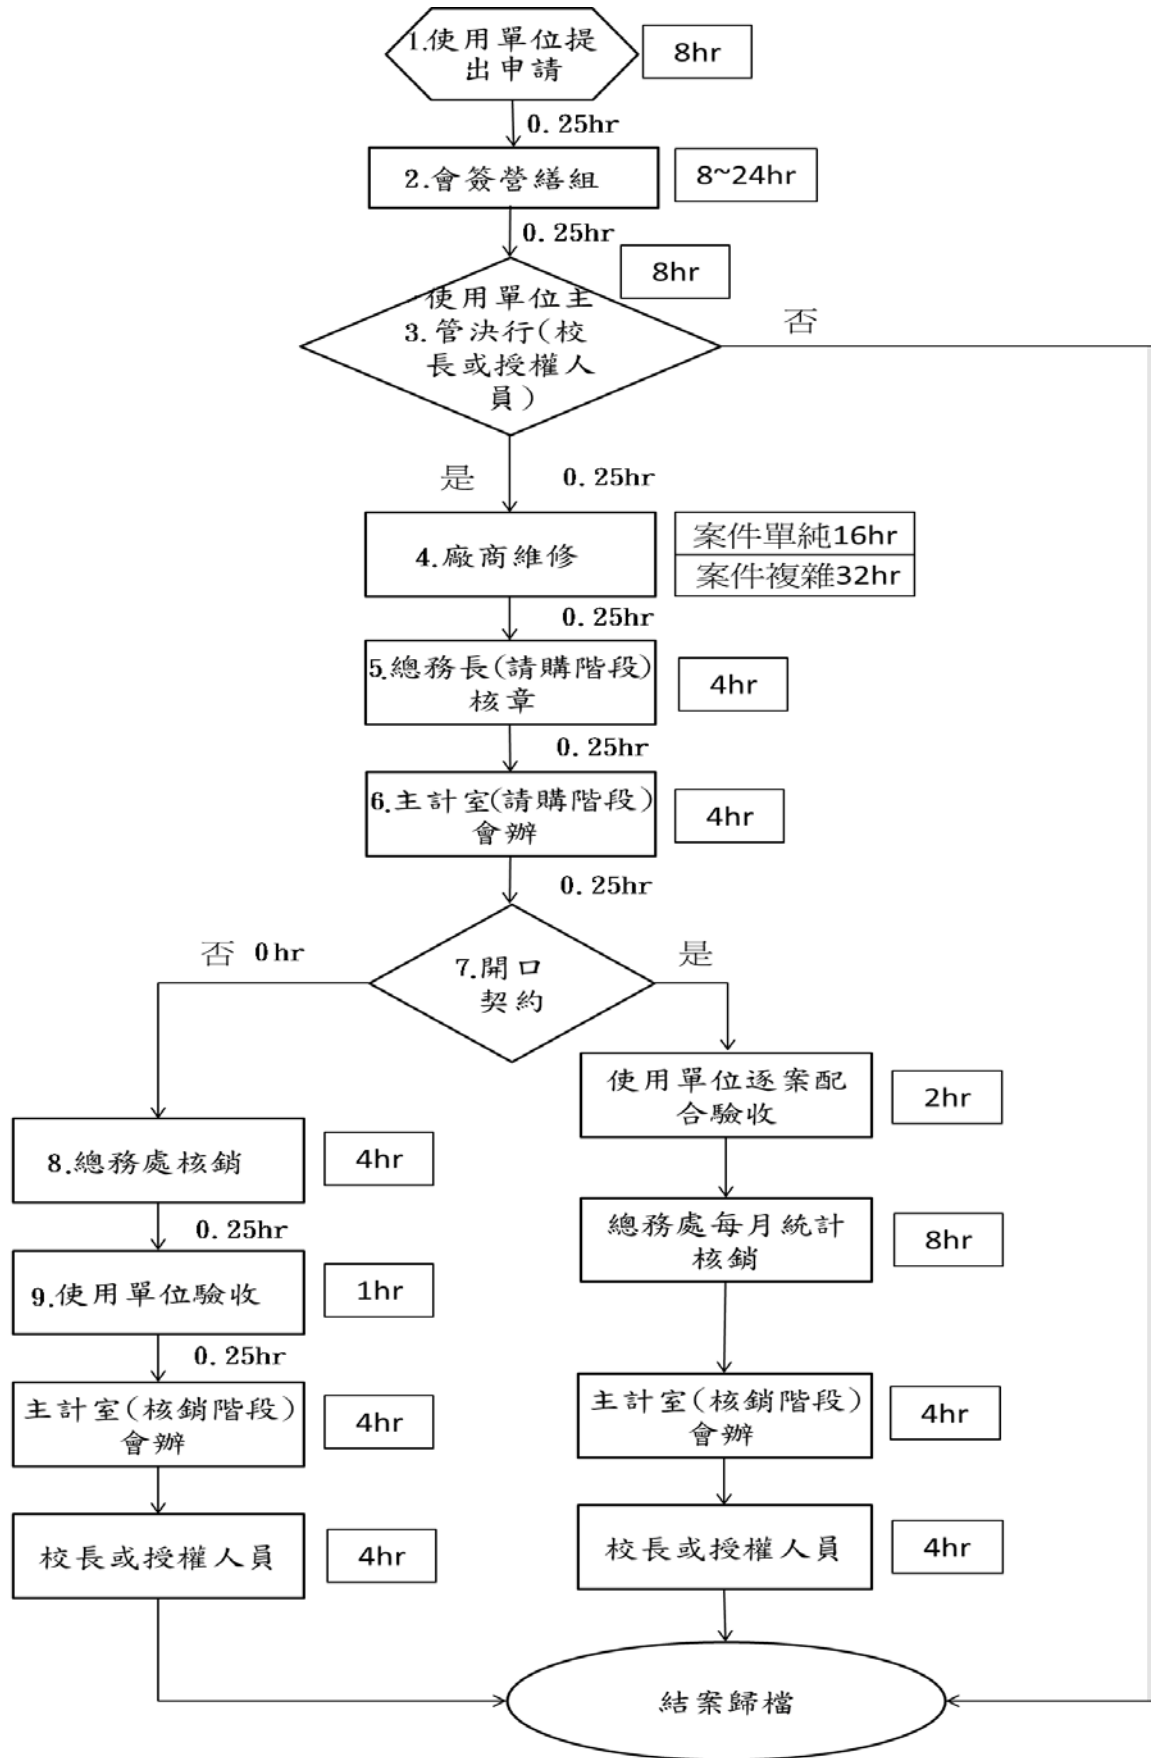 1.使用單位提
出申請
8hr
0.25hr
2.會簽營繕組
8~24hr
0.25hr
8hr
使用單位主
3.管決行(校
長或授權人
員)
否
是
0.25hr
4.廠商維修
案件單純16hr
案件複雜32hr
0.25hr
5.總務長(請購階段)
核章
4hr
0.25hr
6.主計室(請購階段)
會辦
4hr
0.25hr
7.開口
契約
否 0hr
是
使用單位逐案配
合驗收
2hr
8.總務處核銷
4hr
總務處每月統計
核銷
8hr
0.25hr
9.使用單位驗收
1hr
0.25hr
主計室(核銷階段)
會辦
4hr
主計室(核銷階段)
會辦
4hr
校長或授權人員
4hr
校長或授權人員
4hr
結案歸檔